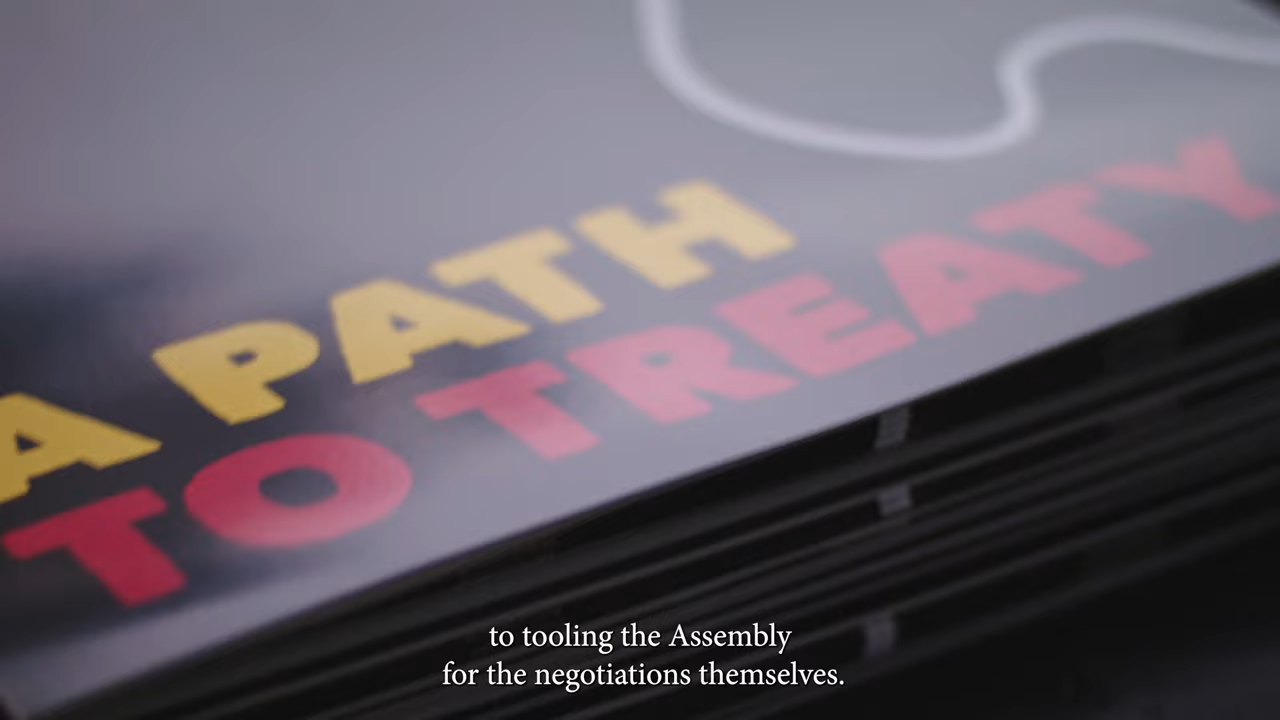 A PATH
TO TREATY
to tooling the Assembly
for the negotiations themselves.